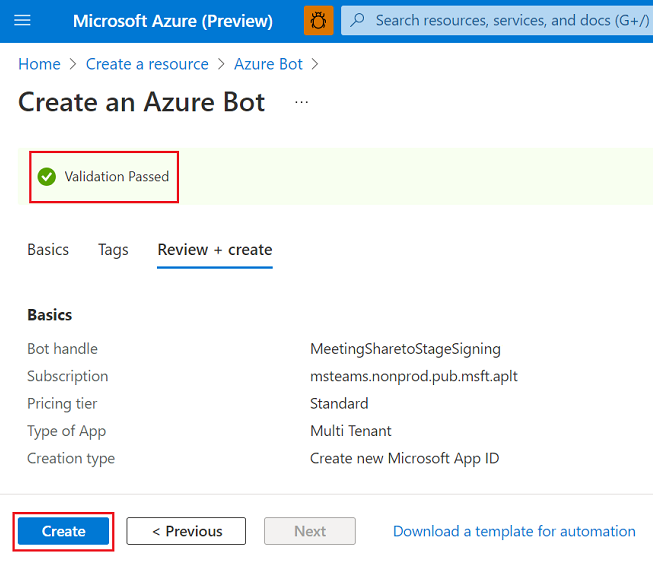 Microsoft Azure (Preview) Search resources, services, and docs (G+/)
Home > Create a resource > Azure Bot >
Create an Azure Bot ...
Validation Passed
Basics Tags Review + create
Basics
Bot handle MeetingSharetoStageSigning
Subscription msteams.nonprod.pub.msft.aplt
Pricing tier Standard
Type of App Multi Tenant
Creation type Create new Microsoft App ID
Create < Previous Next Download a template for automation